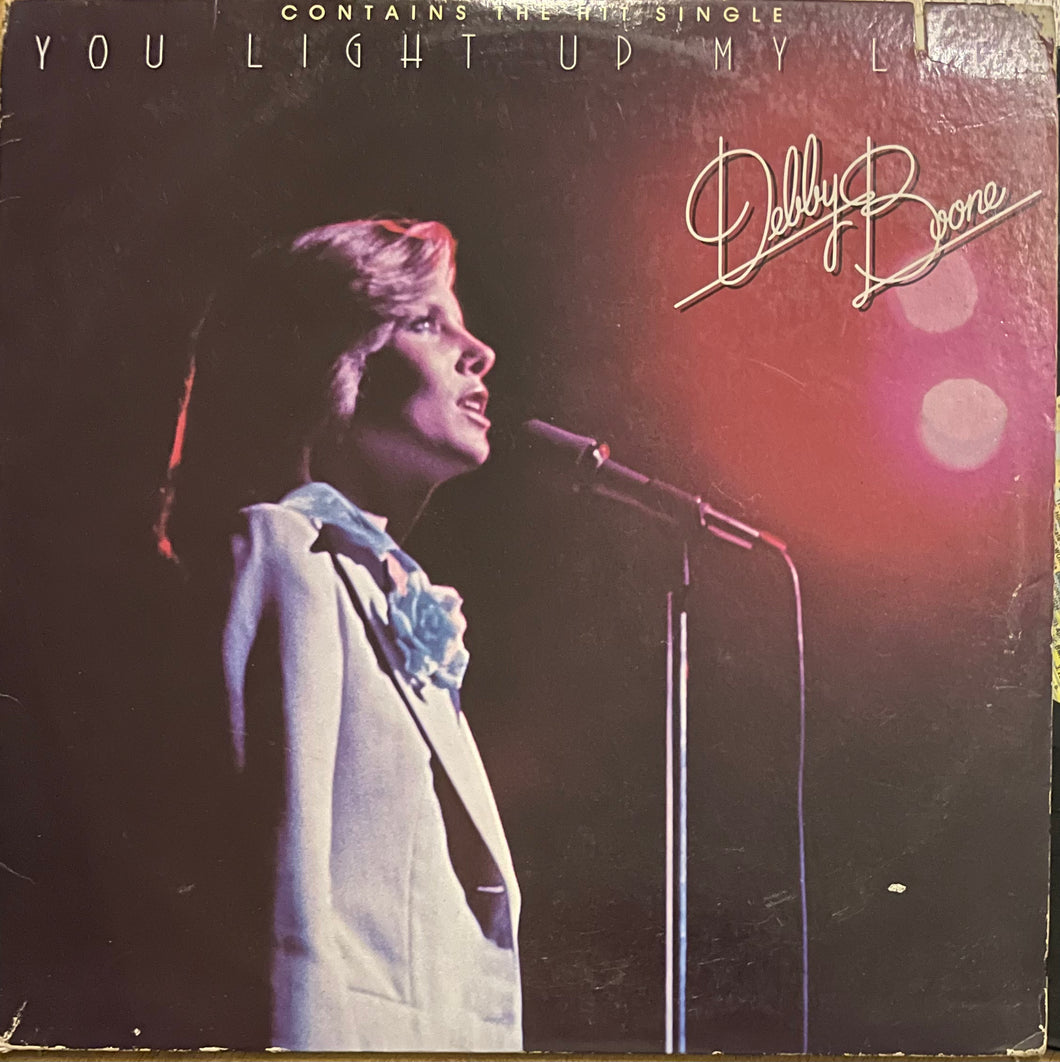 CONTAINS THE HIT SINGLE
YOU LIGHT UP MY L
Debby Boone